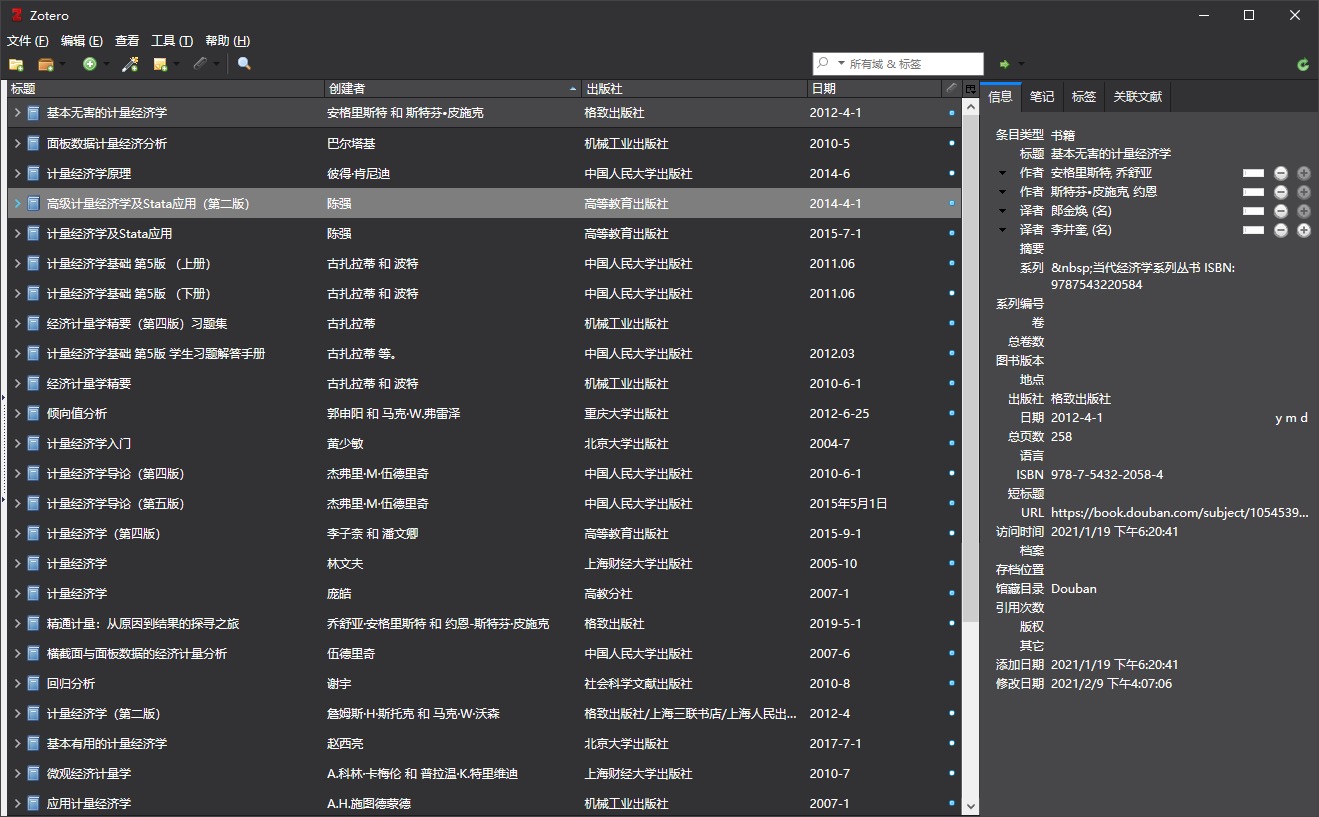 Zotero
文件 (F) 编辑 (E) 查看 工具 (T) 帮助 (H)
所有域 & 标签
标题 创建者 出版社 日期
基本无害的计量经济学 安格里斯特 和 斯特芬•皮施克 格致出版社 2012-4-1
面板数据计量经济分析 巴尔塔基 机械工业出版社 2010-5
计量经济学原理 彼得·肯尼迪 中国人民大学出版社 2014-6
高级计量经济学及Stata应用（第二版） 陈强 高等教育出版社 2014-4-1
计量经济学及Stata应用 陈强 高等教育出版社 2015-7-1
计量经济学基础 第5版 （上册） 古扎拉蒂 和 波特 中国人民大学出版社 2011.06
计量经济学基础 第5版 （下册） 古扎拉蒂 和 波特 中国人民大学出版社 2011.06
经济计量学精要（第四版）习题集 古扎拉蒂 机械工业出版社
计量经济学基础 第5版 学生习题解答手册 古扎拉蒂 等。 中国人民大学出版社 2012.03
经济计量学精要 古扎拉蒂 和 波特 机械工业出版社 2010-6-1
倾向值分析 郭申阳 和 马克·W.弗雷泽 重庆大学出版社 2012-6-25
计量经济学入门 黄少敏 北京大学出版社 2004-7
计量经济学导论（第四版） 杰弗里·M·伍德里奇 中国人民大学出版社 2010-6-1
计量经济学导论（第五版） 杰弗里·M·伍德里奇 中国人民大学出版社 2015年5月1日
计量经济学（第四版） 李子奈 和 潘文卿 高等教育出版社 2015-9-1
计量经济学 林文夫 上海财经大学出版社 2005-10
计量经济学 庞皓 高教分社 2007-1
精通计量：从原因到结果的探寻之旅 乔舒亚·安格里斯特 和 约恩-斯特芬·皮施克 格致出版社 2019-5-1
横截面与面板数据的经济计量分析 伍德里奇 中国人民大学出版社 2007-6
回归分析 谢宇 社会科学文献出版社 2010-8
计量经济学（第二版） 詹姆斯·H·斯托克 和 马克·W·沃森 格致出版社/上海三联书店/上海人民出... 2012-4
基本有用的计量经济学 赵西亮 北京大学出版社 2017-7-1
微观经济计量学 A.科林·卡梅伦 和 普拉温·K.特里维迪 上海财经大学出版社 2010-7
应用计量经济学 A.H.施图德蒙德 机械工业出版社 2007-1
信息 笔记 标签 关联文献
条目类型 书籍
标题 基本无害的计量经济学
作者 安格里斯特, 乔舒亚
作者 斯特芬•皮施克, 约恩
译者 郎金焕, (名)
译者 李井奎, (名)
摘要
系列 &nbsp;当代经济学系列丛书 ISBN:
9787543220584
系列编号
卷
总卷数
图书版本
地点
出版社 格致出版社
日期 2012-4-1 y m d
总页数 258
语言
ISBN 978-7-5432-2058-4
短标题
URL https://book.douban.com/subject/1054539...
访问时间 2021/1/19 下午6:20:41
档案
存档位置
馆藏目录 Douban
引用次数
版权
其它
添加日期 2021/1/19 下午6:20:41
修改日期 2021/2/9 下午4:07:06